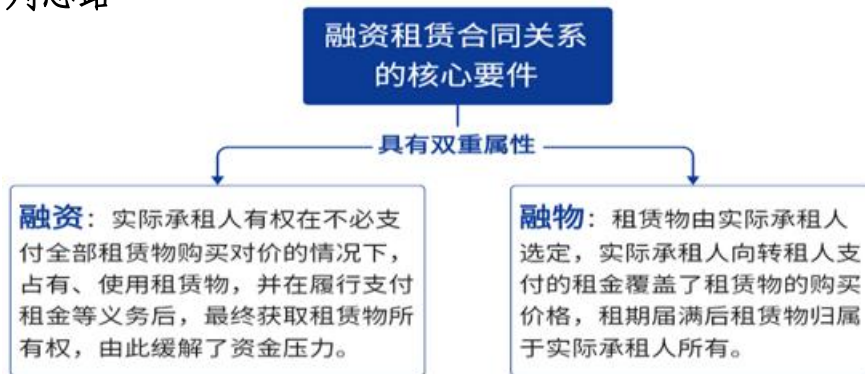 融资租赁合同关系
的核心要件
具有双重属性
融资：实际承租人有权在不必支
付全部租赁物购买对价的情况下，
占有、使用租赁物，并在履行支付
租金等义务后，最终获取租赁物所
有权，由此缓解了资金压力。
融物：租赁物由实际承租人
选定，实际承租人向转租人支
付的租金覆盖了租赁物的购买
价格，租期届满后租赁物归属
于实际承租人所有。